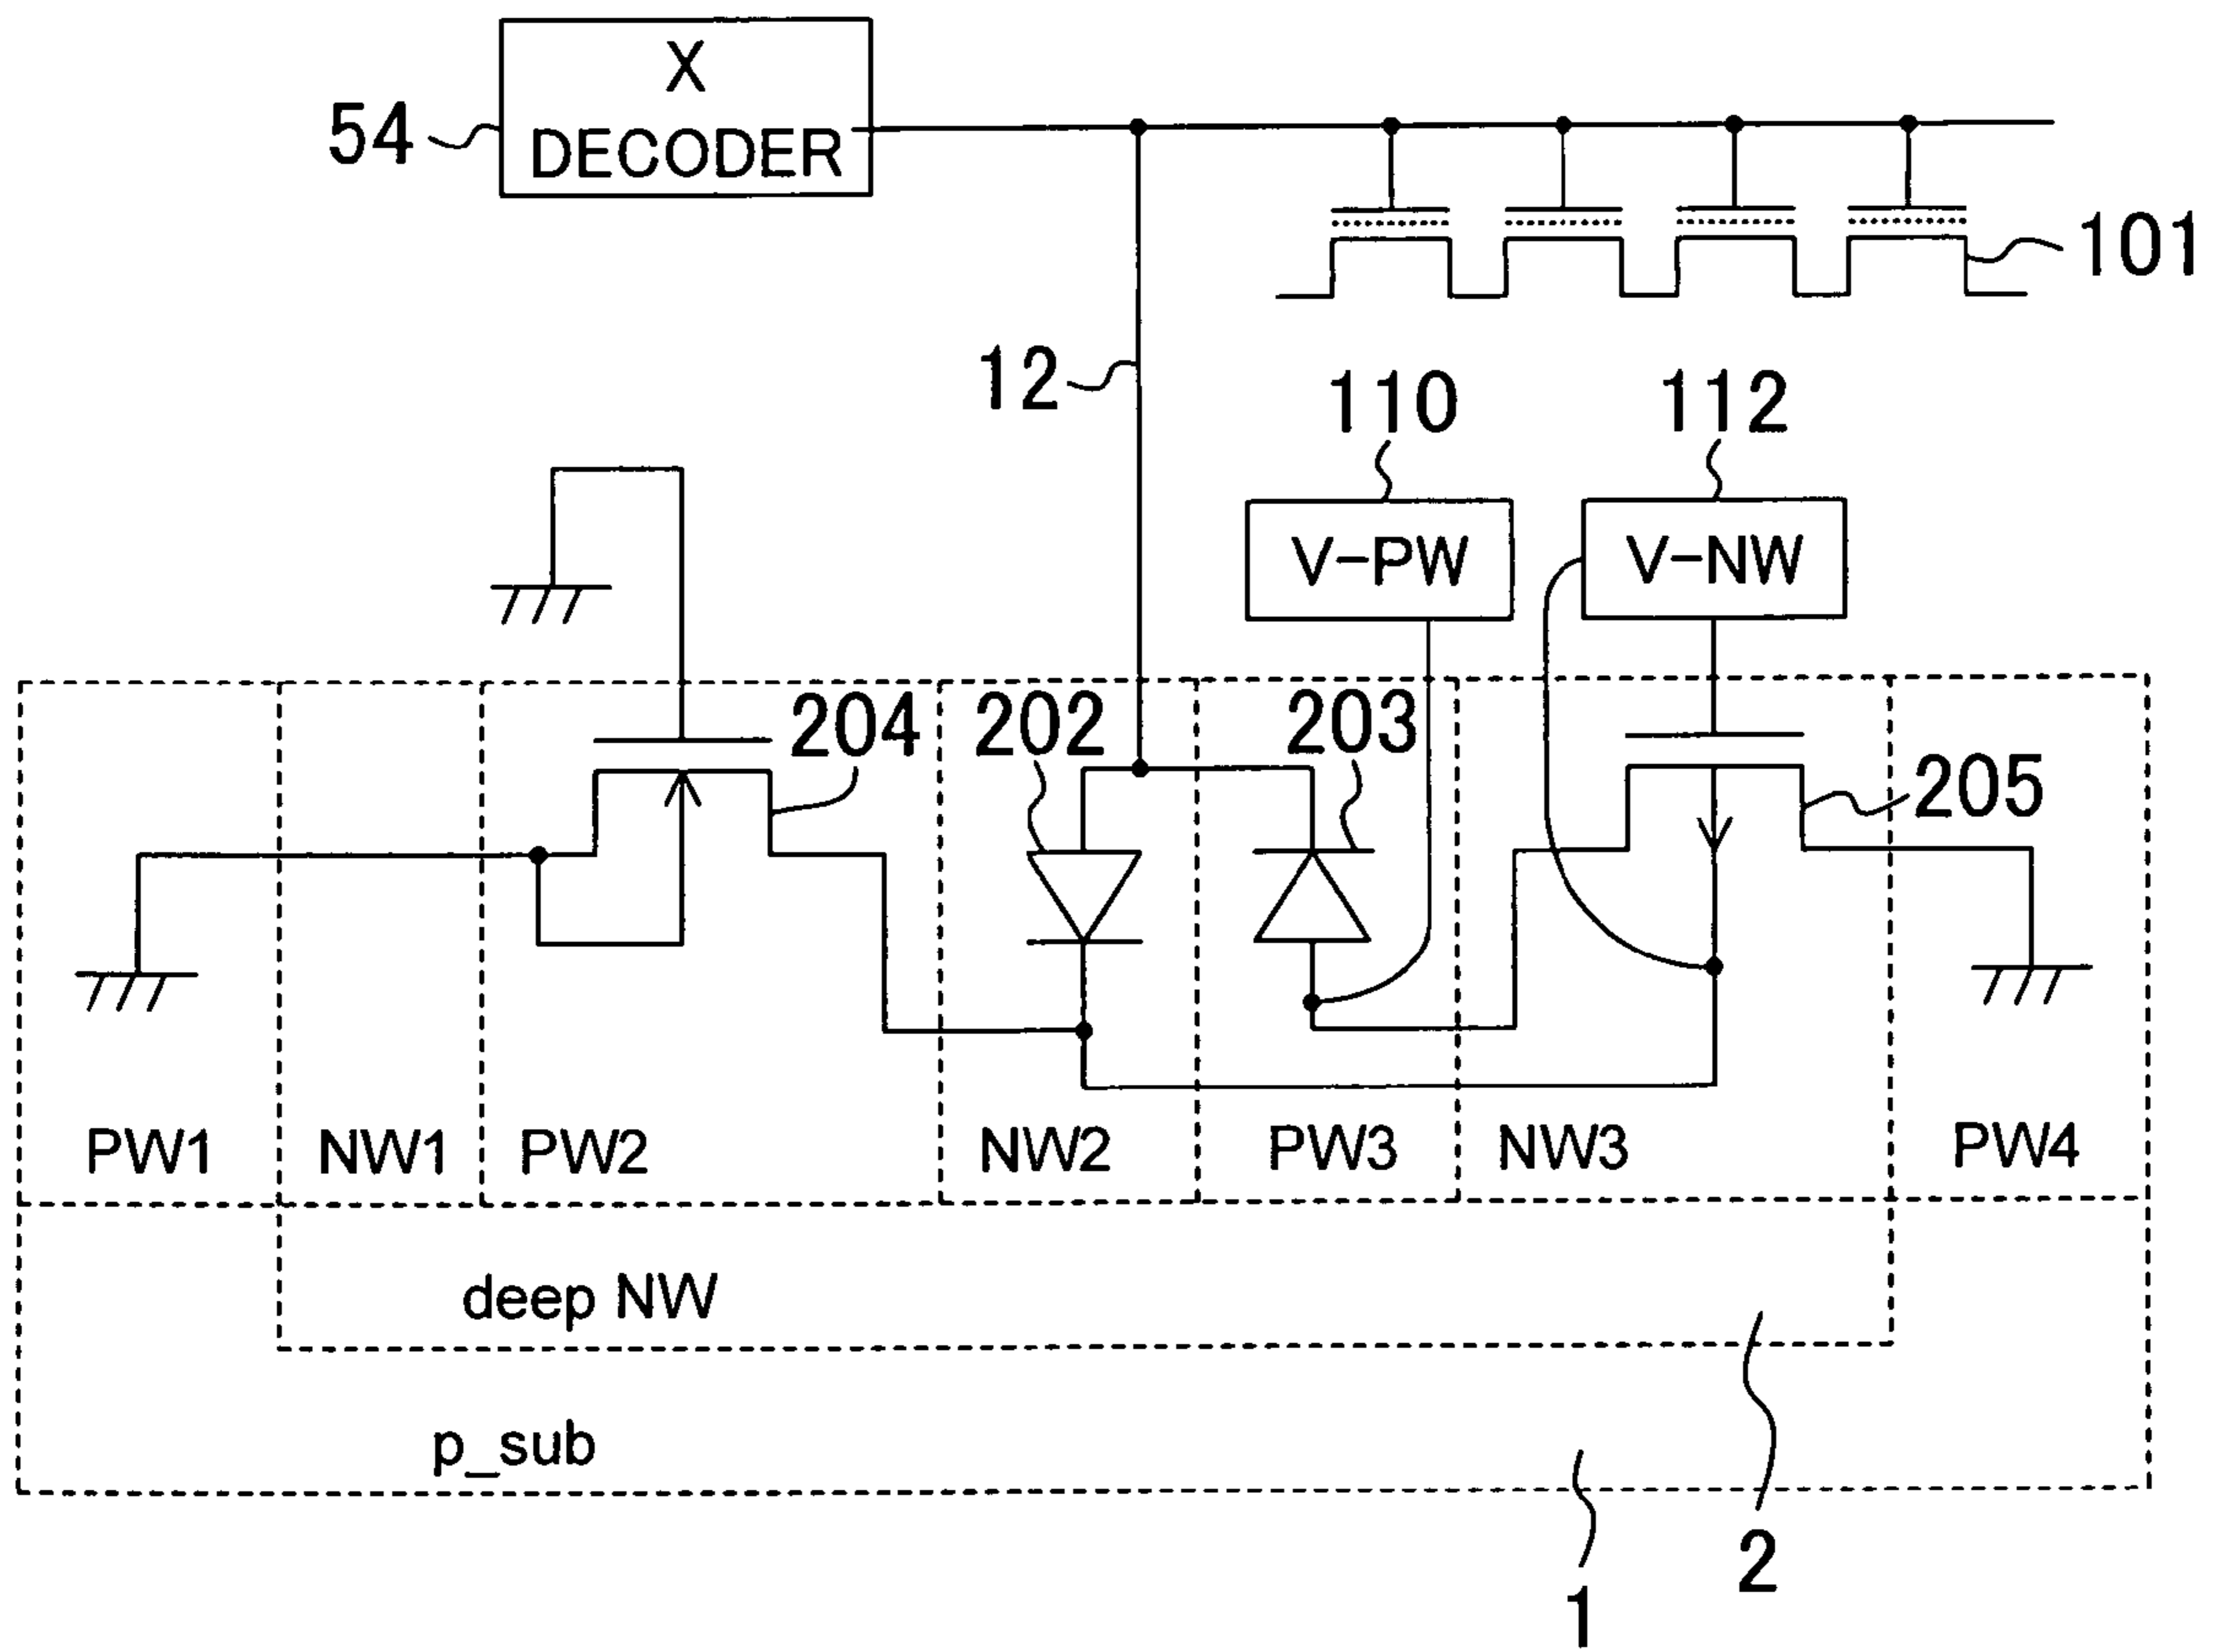 X
DECODER
54
101
12
110
112
V-PW
V-NW
204
202
203
205
PW1
NW1
PW2
NW2
PW3
NW3
PW4
deep NW
p_sub
2
1